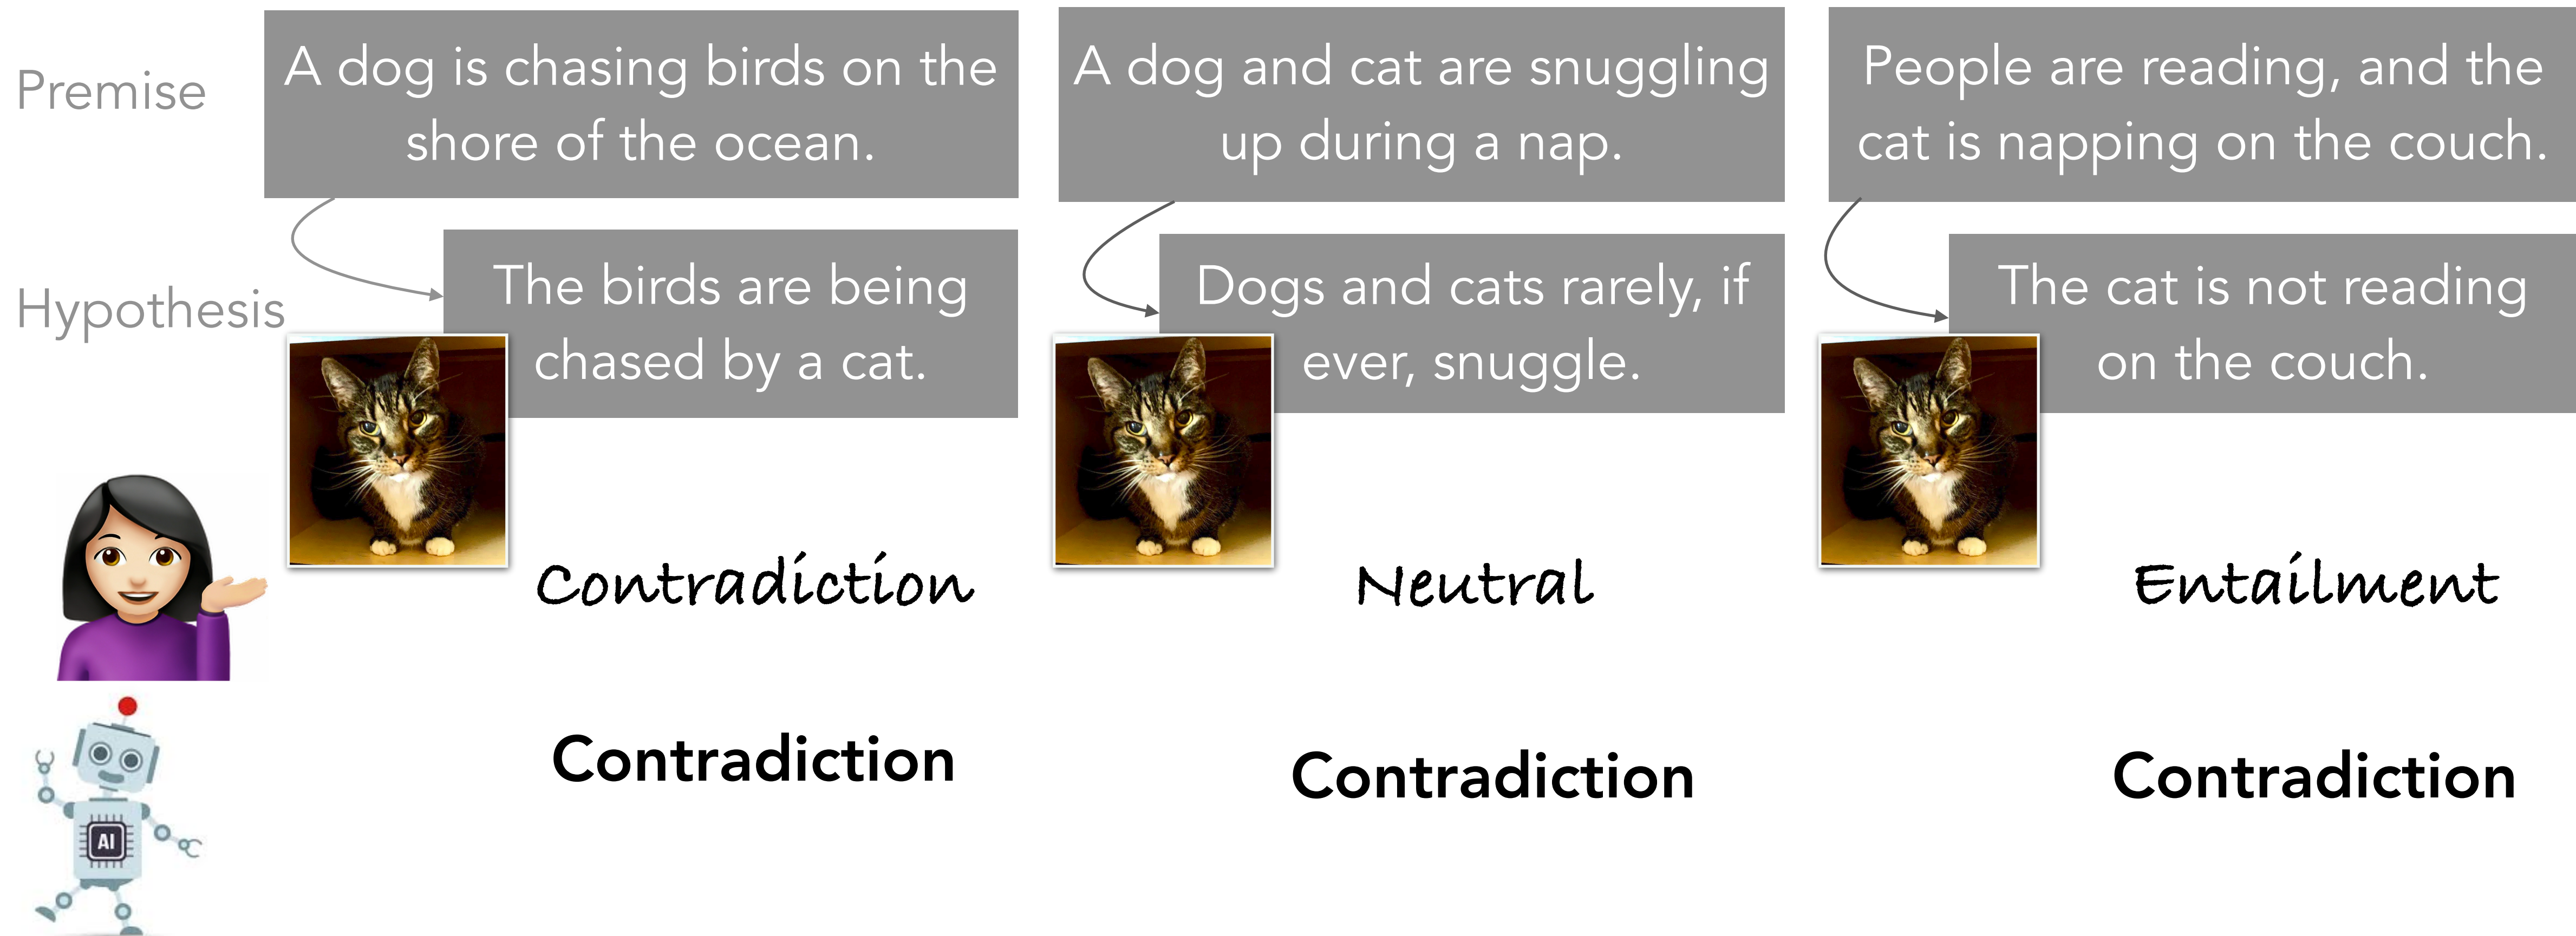 Premise
A dog is chasing birds on the
shore of the ocean.
A dog and cat are snuggling
up during a nap.
People are reading, and the
cat is napping on the couch.
Hypothesis
The birds are being
chased by a cat.
Dogs and cats rarely, if
ever, snuggle.
The cat is not reading
on the couch.
Contradiction
Neutral
Entailment
Contradiction
Contradiction
Contradiction
AI